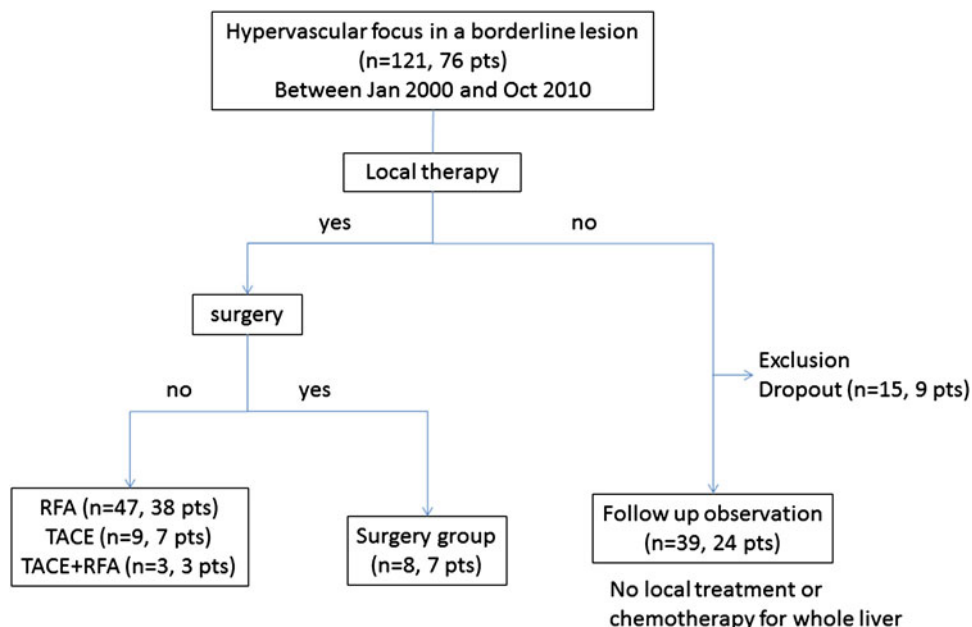 Hypervascular focus in a borderline lesion
(n=121, 76 pts)
Between Jan 2000 and Oct 2010
Local therapy
yes
no
surgery
Exclusion
Dropout (n=15, 9 pts)
no
yes
RFA (n=47, 38 pts)
TACE (n=9, 7 pts)
TACE+RFA (n=3, 3 pts)
Surgery group
(n=8, 7 pts)
Follow up observation
(n=39, 24 pts)
No local treatment or
chemotherapy for whole liver